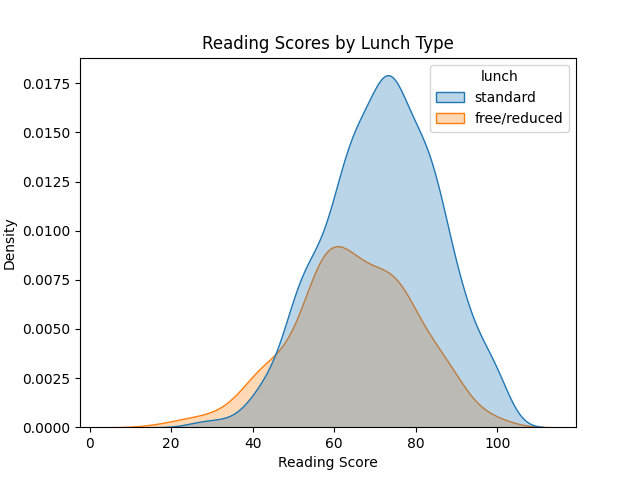 Reading Scores by Lunch Type
lunch
standard
free/reduced
Density
0.0175
0.0150
0.0125
0.0100
0.0075
0.0050
0.0025
0.0000
0 20 40 60 80 100
Reading Score